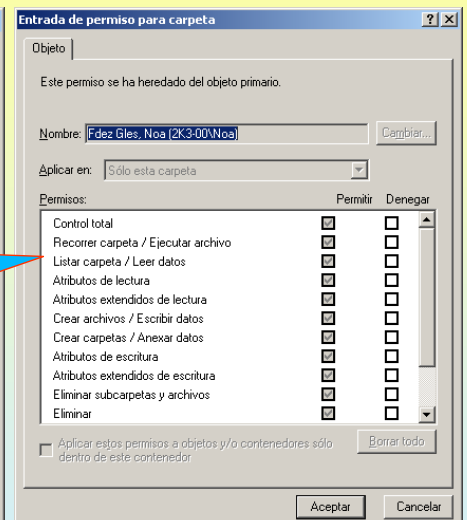 Entrada de permiso para carpeta
Objeto
Este permiso se ha heredado del objeto primario.
Nombre: Fdez Gles, Noa (2K3-00\Noa) Cambiar...
Aplicar en: Sólo esta carpeta
Permisos: Permitir Denegar
Control total
Recorrer carpeta / Ejecutar archivo
Listar carpeta / Leer datos
Atributos de lectura
Atributos extendidos de lectura
Crear archivos / Escribir datos
Crear carpetas / Anexar datos
Atributos de escritura
Atributos extendidos de escritura
Eliminar subcarpetas y archivos
Eliminar
Aplicar estos permisos a objetos y/o contenedores sólo Borrar todo
dentro de este contenedor
Aceptar Cancelar